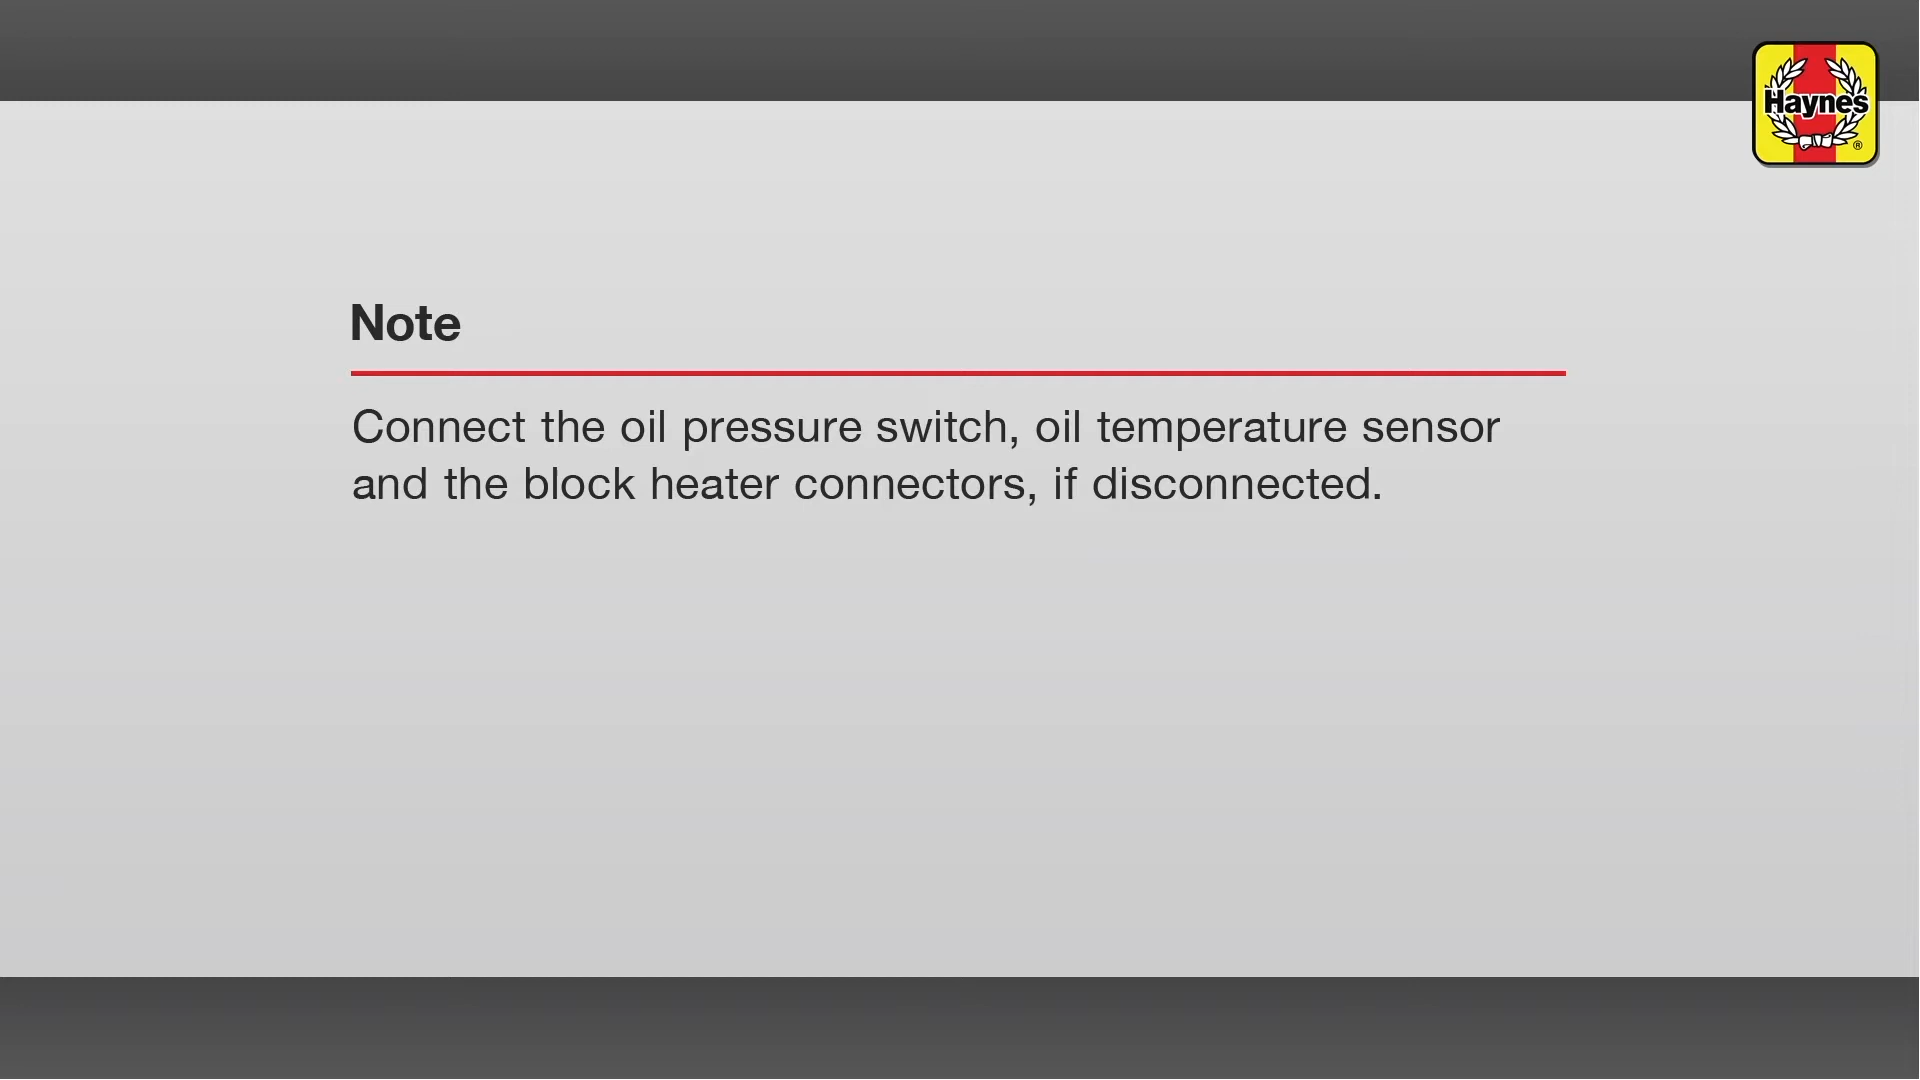 Haynes
®
Note
Connect the oil pressure switch, oil temperature sensor
and the block heater connectors, if disconnected.